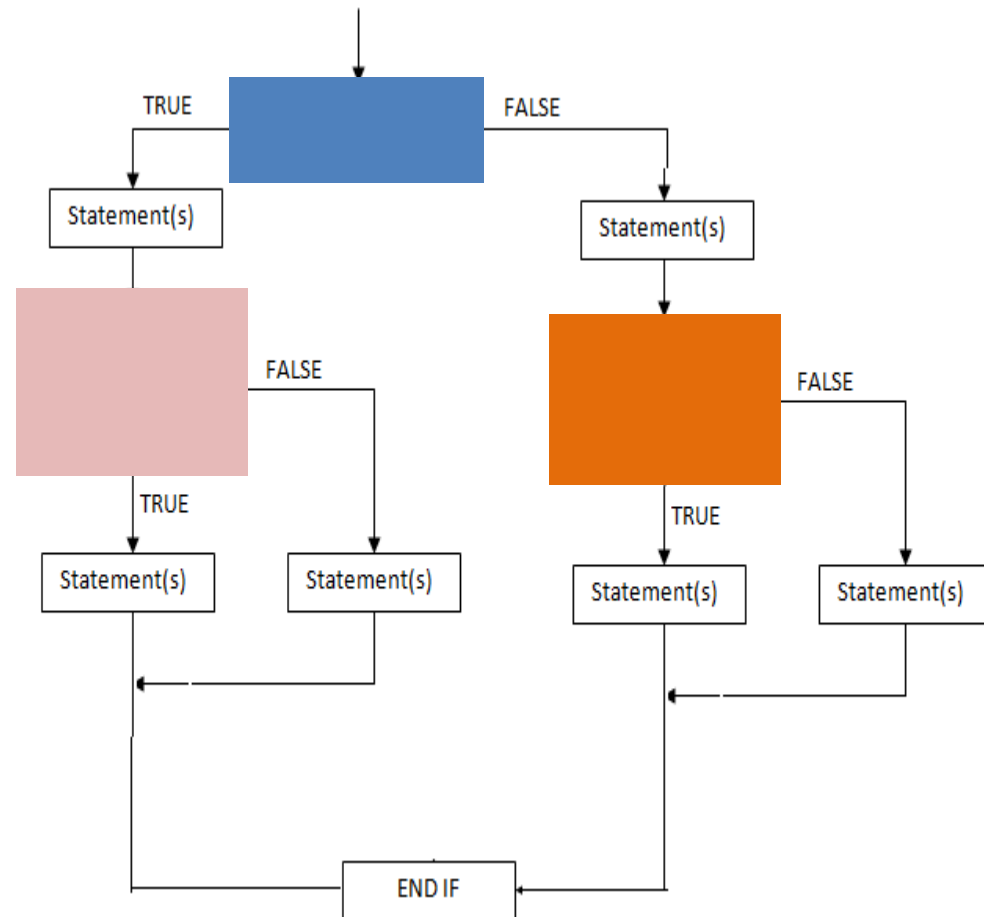 TRUE
FALSE
Statement(s)
Statement(s)
FALSE
FALSE
TRUE
TRUE
Statement(s)
Statement(s)
Statement(s)
Statement(s)
END IF